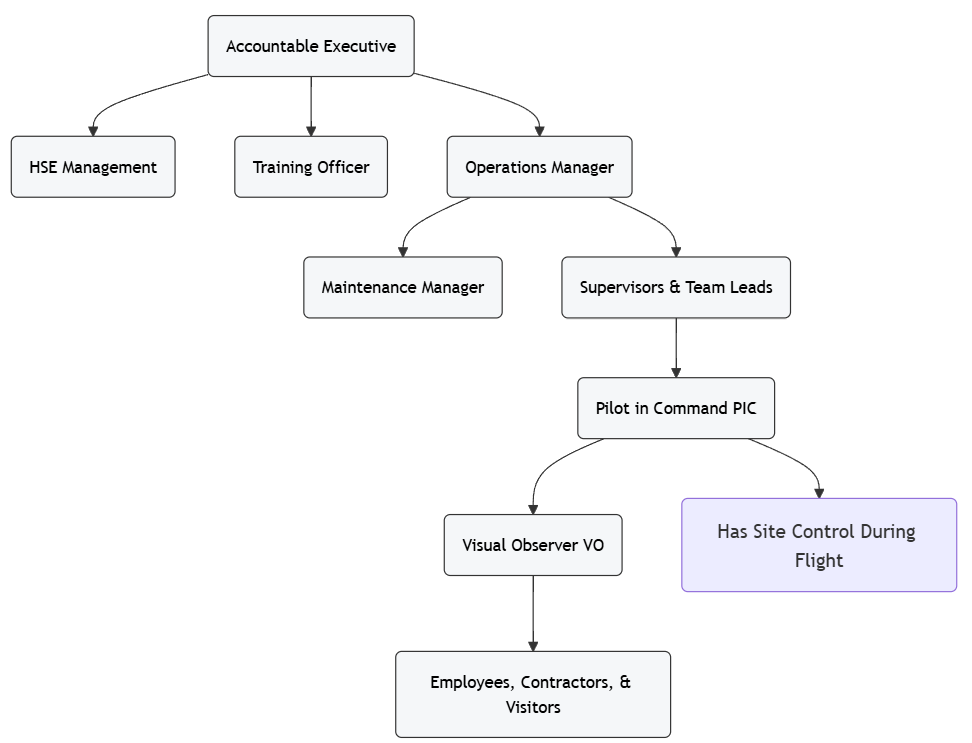 Accountable Executive
HSE Management
Training Officer
Operations Manager
Maintenance Manager
Supervisors & Team Leads
Pilot in Command PIC
Visual Observer VO
Has Site Control During
Flight
Employees, Contractors, &
Visitors